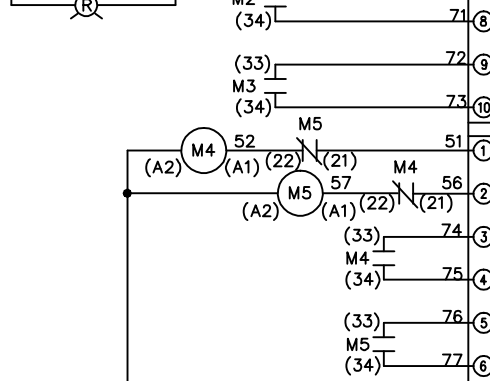 R
M2
(34) 71 8
(33) 72 9
M3
(34) 73 10
M5
M4 52 51 1
(A2) (A1) (22) (21)
M4
M5 57 56 2
(A2) (A1) (22) (21)
(33) 74 3
M4
(34) 75 4
(33) 76 5
M5
(34) 77 6